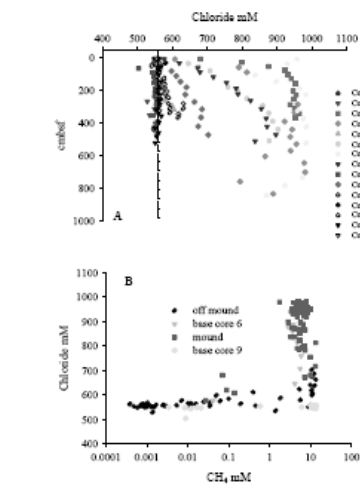 Chloride mM
400 500 600 700 800 900 1000 1100
0
200
400
600
800
1000
cmbsf
A
1100
1000
900
800
700
600
500
400
Chloride mM
B
off mound
base core 6
mound
base core 9
0.0001 0.001 0.01 0.1 1 10 100
CH₄ mM